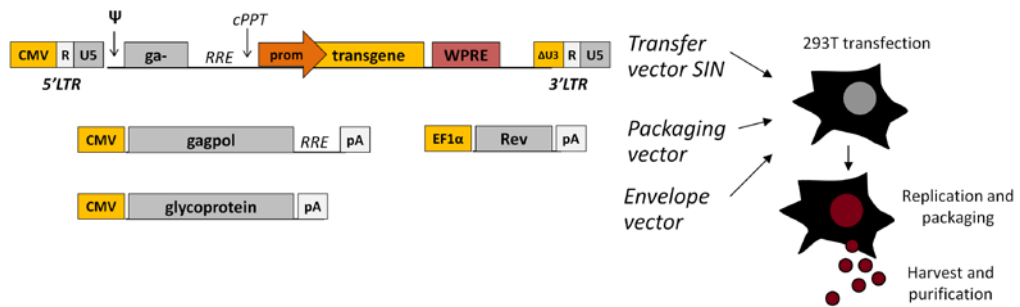 Ψ
cPPT
CMV R U5 ga- RRE prom transgene WPRE ΔU3 R U5
5'LTR 3'LTR
CMV gagpol RRE pA
EF1α Rev pA
CMV glycoprotein pA
Transfer
vector SIN
Packaging
vector
Envelope
vector
293T transfection
Replication and
packaging
Harvest and
purification